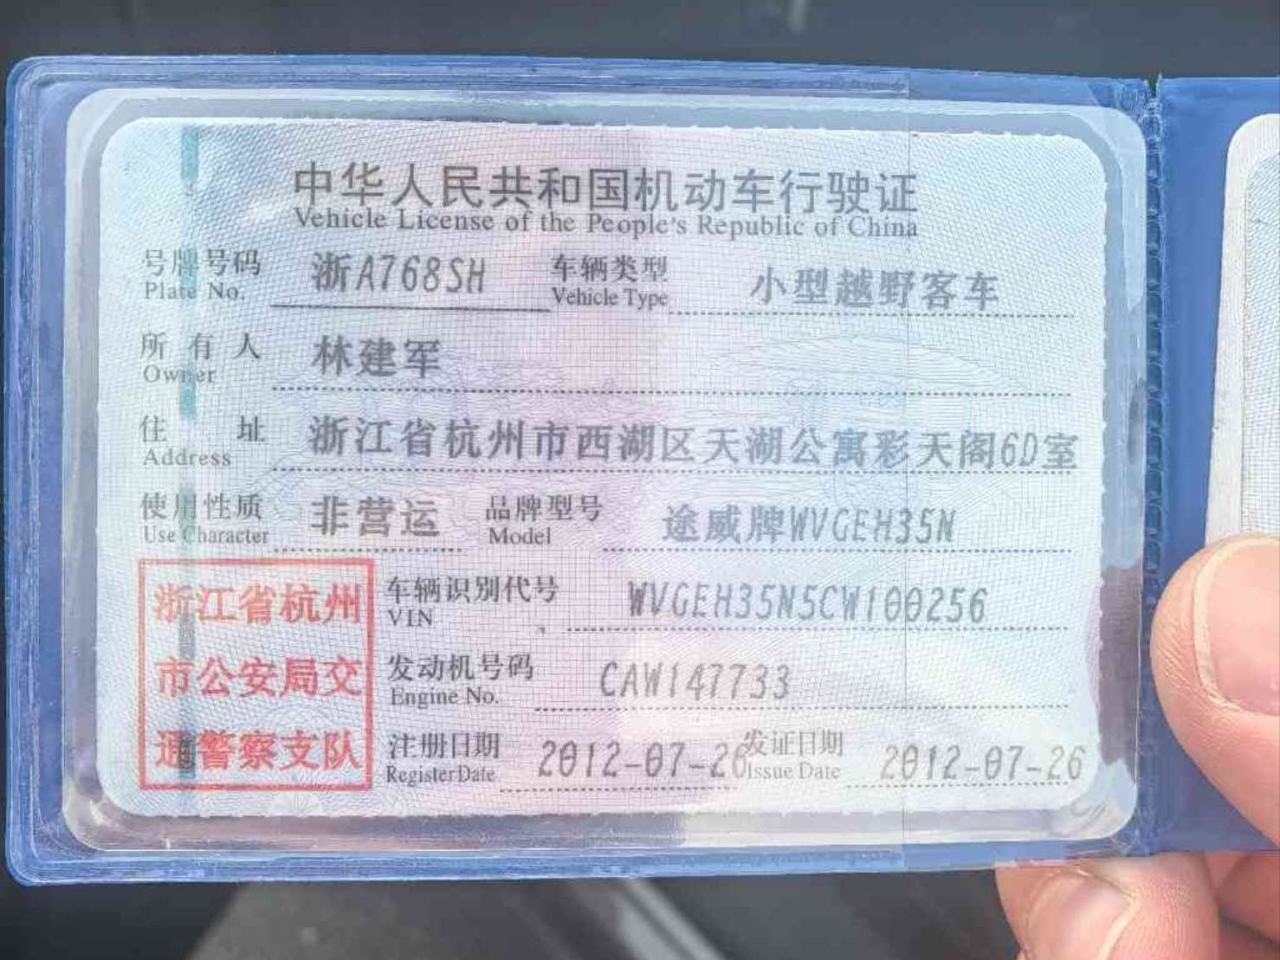 中华人民共和国机动车行驶证
Vehicle License of the People's Republic of China
号牌号码 浙A768SH 车辆类型 小型越野客车
Plate No. Vehicle Type
所有人 林建军
Owner
住址 浙江省杭州市西湖区天湖公寓彩天阁6D室
Address
使用性质 非营运 品牌型号 途威牌WVGEH35N
Use Character Model
浙江省杭州市公安局交通警察支队
车辆识别代号 WVGEH35N5CW100256
VIN
发动机号码 CAW147733
Engine No.
注册日期 2012-07-26 发证日期 2012-07-26
Register Date Issue Date